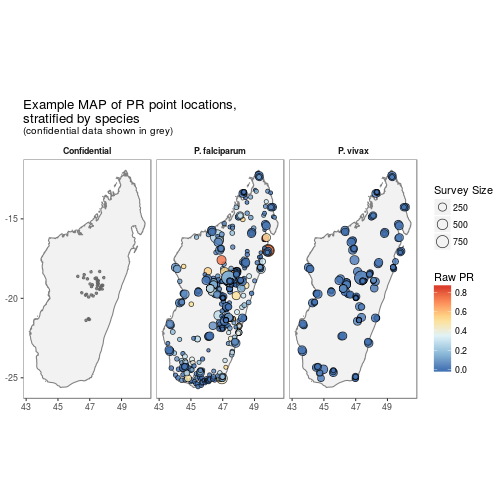 Example MAP of PR point locations,
stratified by species
(confidential data shown in grey)
Confidential
P. falciparum
P. vivax
-15
-20
-25
43 45 47 49
43 45 47 49
43 45 47 49
Survey Size
250
500
750
Raw PR
0.8
0.6
0.4
0.2
0.0